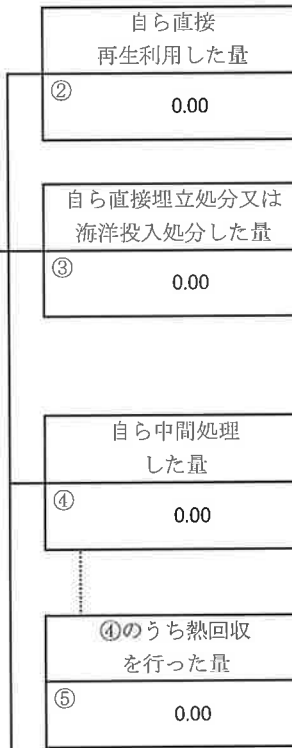 自ら直接
再生利用した量
②
0.00
自ら直接埋立処分又は
海洋投入処分した量
③
0.00
自ら中間処理
した量
④
0.00
④のうち熱回収
を行った量
⑤
0.00